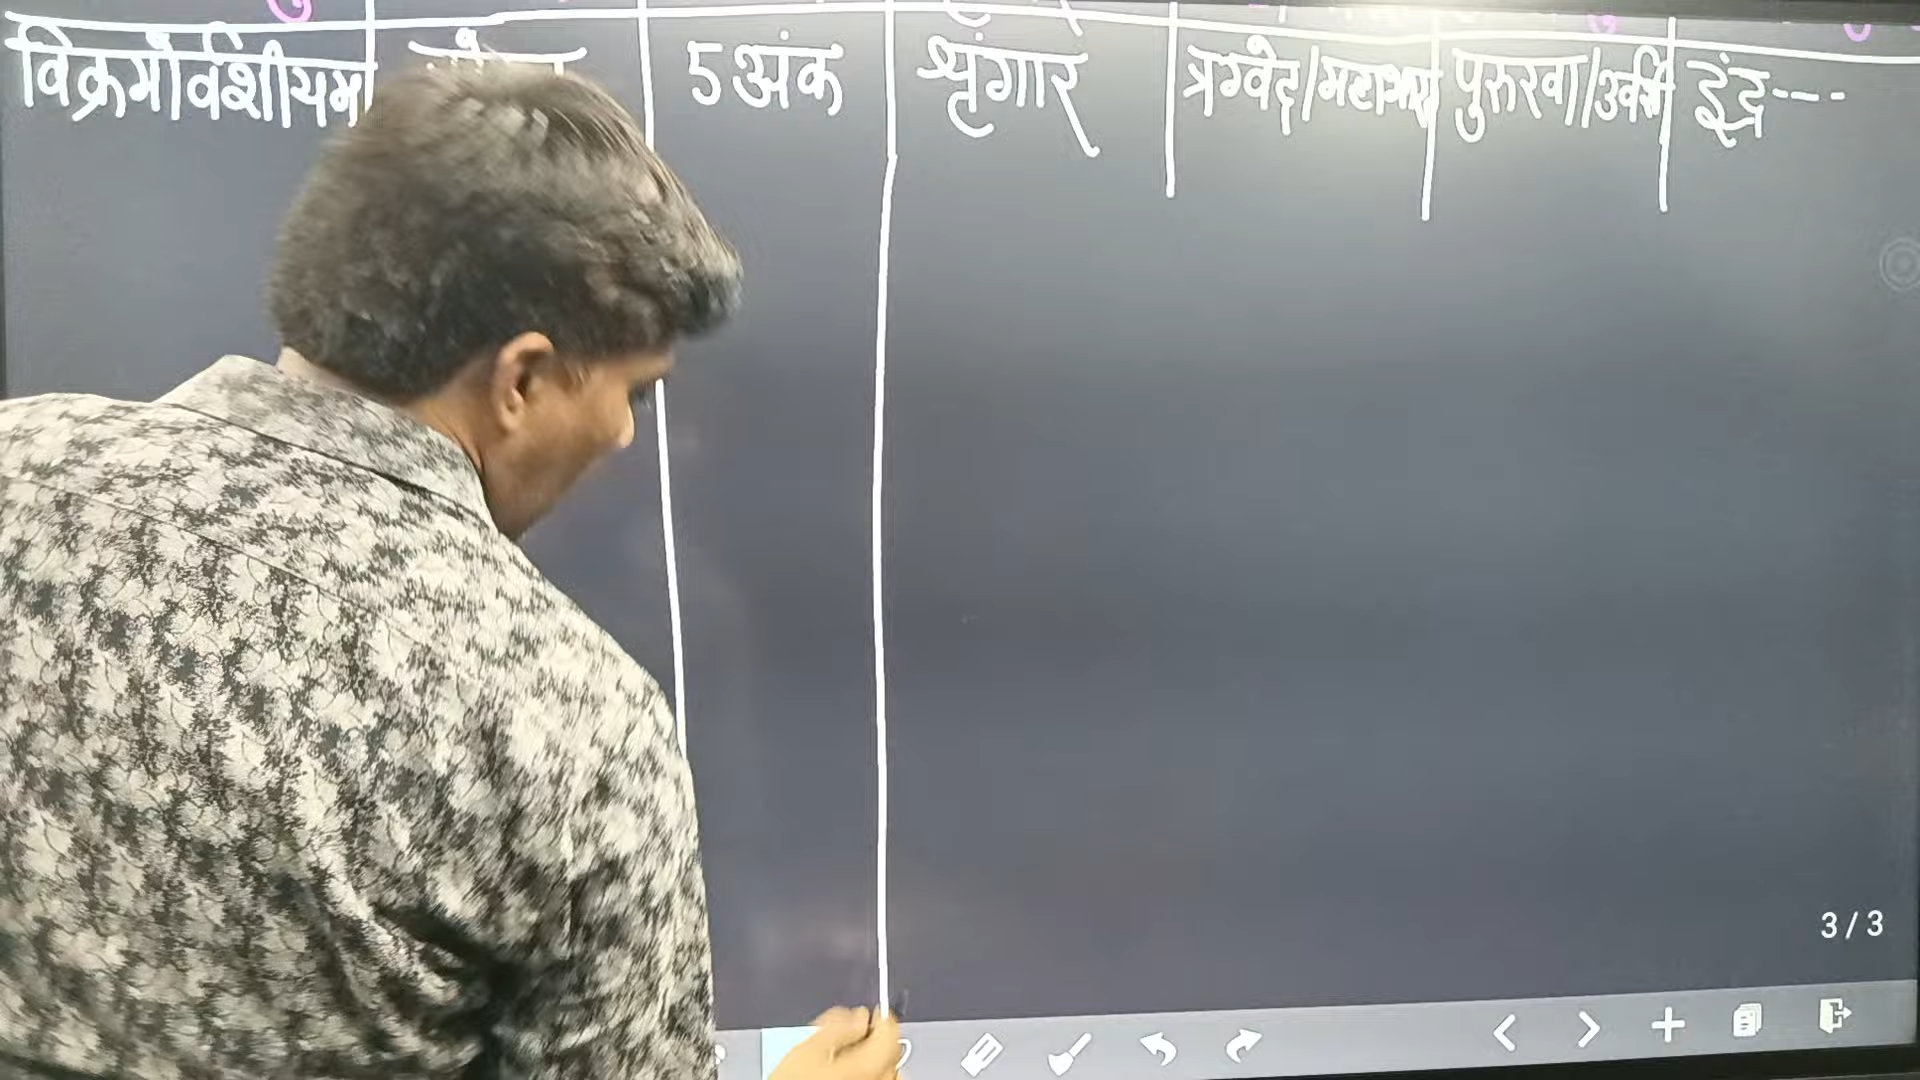 विक्रमोर्वशीयम 5 अंक श्रृंगार ऋग्वेद/महाभारत पुरुरवा/उर्वशी इंद्र---
3/3